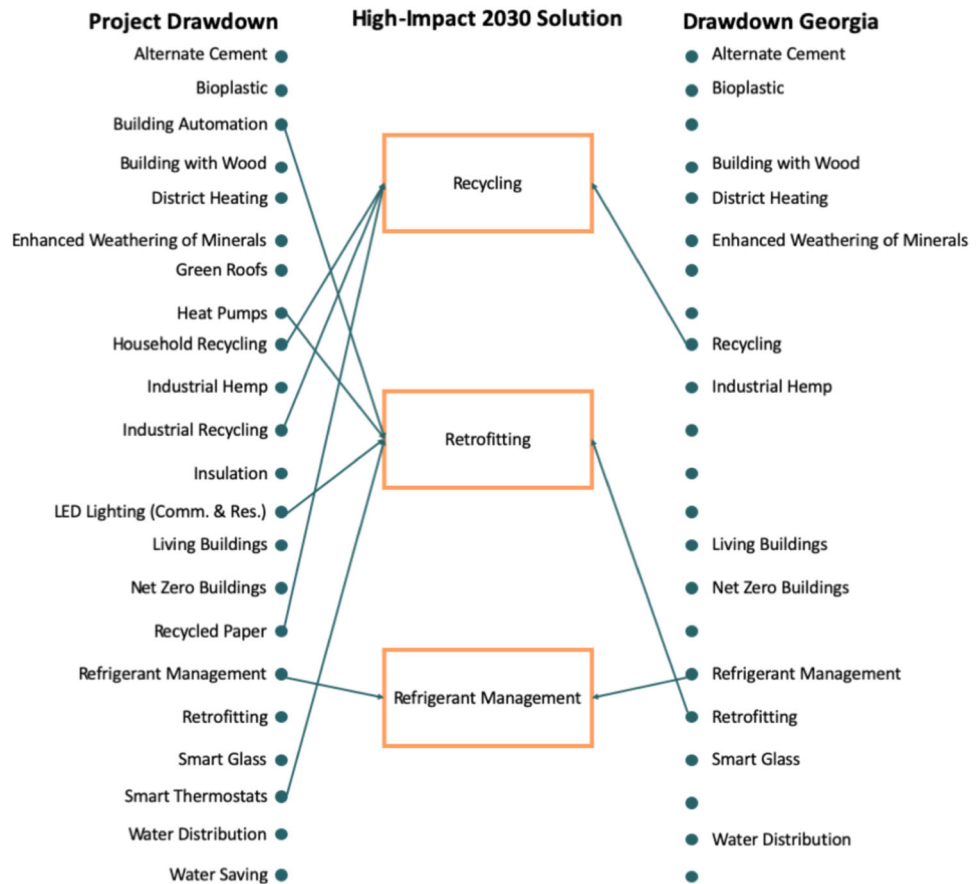 Project Drawdown
Alternate Cement
Bioplastic
Building Automation
Building with Wood
District Heating
Enhanced Weathering of Minerals
Green Roofs
Heat Pumps
Household Recycling
Industrial Hemp
Industrial Recycling
Insulation
LED Lighting (Comm. & Res.)
Living Buildings
Net Zero Buildings
Recycled Paper
Refrigerant Management
Retrofitting
Smart Glass
Smart Thermostats
Water Distribution
Water Saving
High-Impact 2030 Solution
Recycling
Retrofitting
Refrigerant Management
Drawdown Georgia
Alternate Cement
Bioplastic
Building with Wood
District Heating
Enhanced Weathering of Minerals
Recycling
Industrial Hemp
Living Buildings
Net Zero Buildings
Refrigerant Management
Retrofitting
Smart Glass
Water Distribution